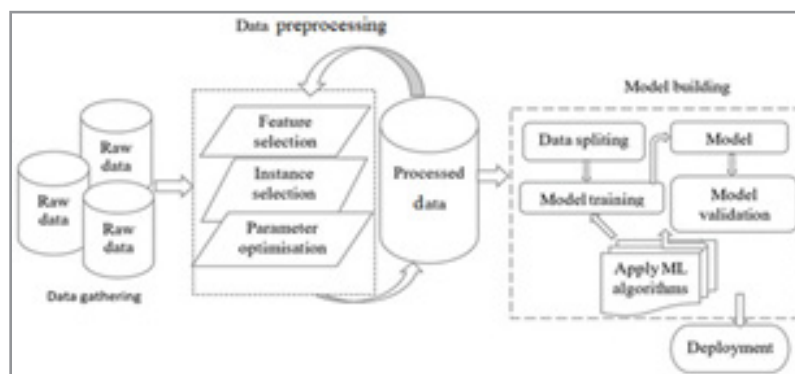 Data preprocessing
Raw
data
Raw
data
Raw
data
Data gathering
Feature
selection
Instance
selection
Parameter
optimisation
Processed
data
Model building
Data spliting
Model
Model training
Model
validation
Apply ML
algorithms
Deployment